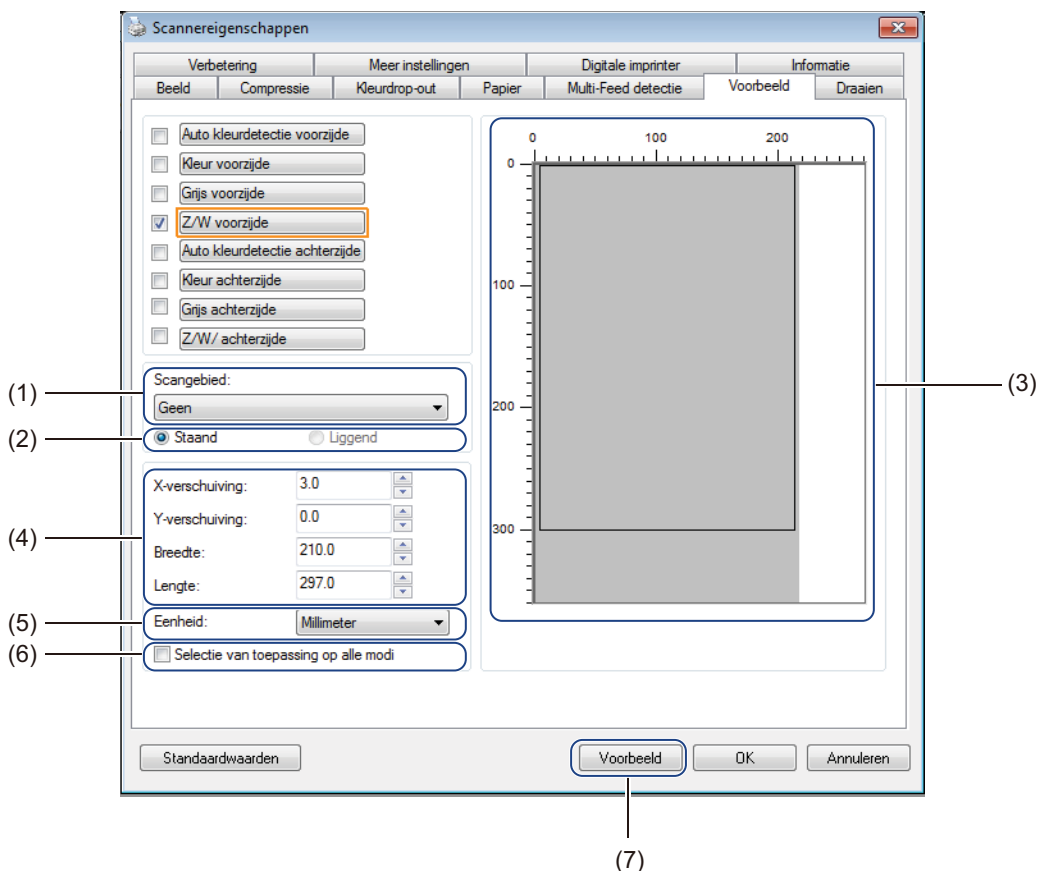 Scannereigenschappen
Verbetering Meer instellingen Digitale imprinter Informatie
Beeld Compressie Kleurdrop-out Papier Multi-Feed detectie Voorbeeld Draaien
Auto kleurdetectie voorzijde
Kleur voorzijde
Grijs voorzijde
Z/W voorzijde
Auto kleurdetectie achterzijde
Kleur achterzijde
Grijs achterzijde
Z/W/ achterzijde
(1)
Scangebied:
Geen
(2)
Staand Liggend
(4)
X-verschuiving: 3.0
Y-verschuiving: 0.0
Breedte: 210.0
Lengte: 297.0
(5)
Eenheid: Millimeter
(6)
Selectie van toepassing op alle modi
0 100 200
0
100
200
300
(3)
Standaardwaarden Voorbeeld OK Annuleren
(7)